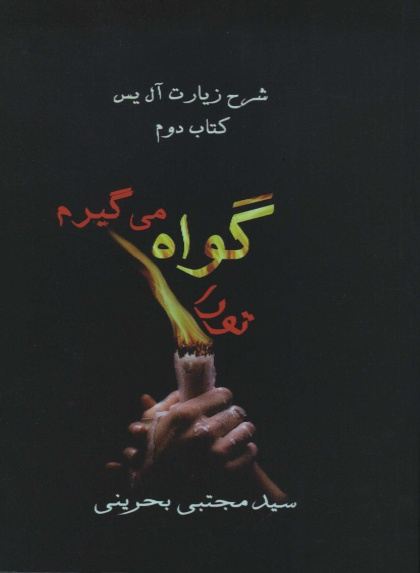 شرح زیارت آل یس
کتاب دوم
گواه می‌گیرم
تو را
سید مجتبی بحرینی